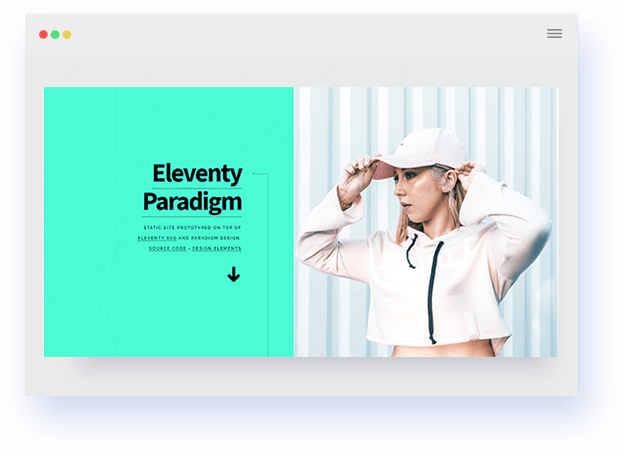 Eleventy
Paradigm
STATIC SITE PROTOTYPED ON TOP OF
ELEVENTY SSG AND PARADIGM DESIGN
SOURCE CODE - DESIGN ELEMENTS